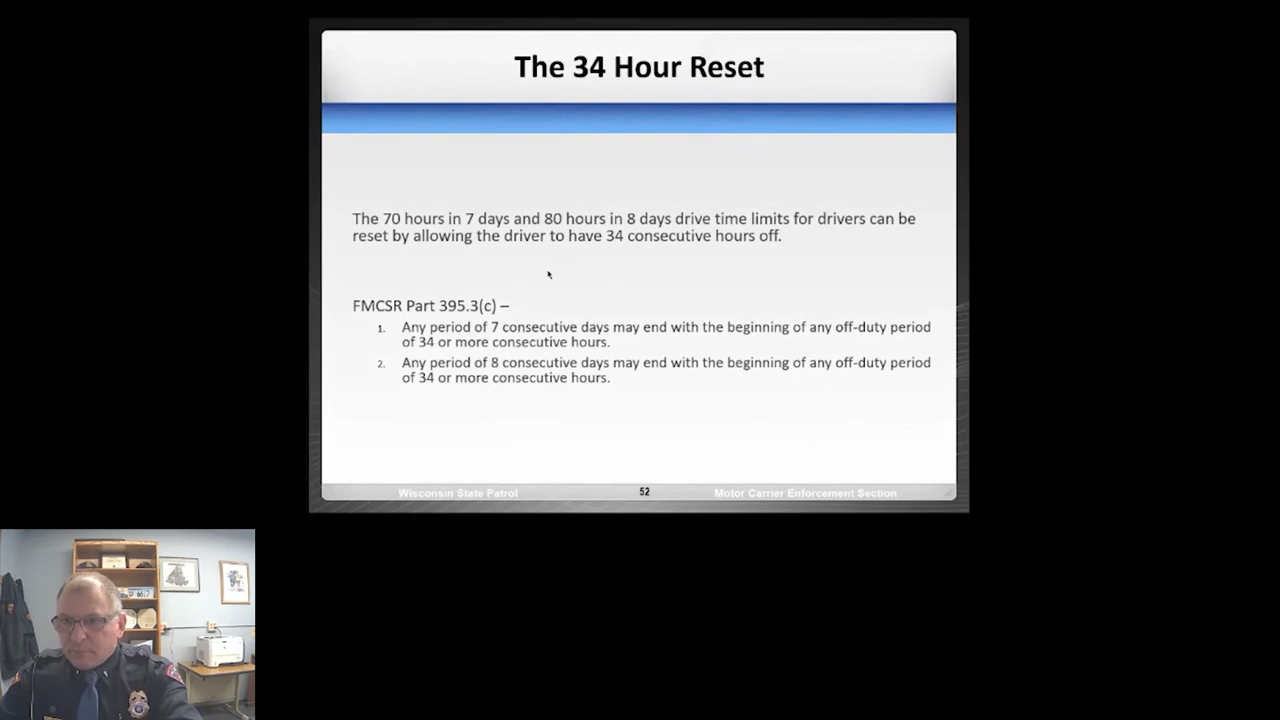 The 34 Hour Reset
The 70 hours in 7 days and 80 hours in 8 days drive time limits for drivers can be
reset by allowing the driver to have 34 consecutive hours off.
FMCSR Part 395.3(c) –
1. Any period of 7 consecutive days may end with the beginning of any off-duty period
of 34 or more consecutive hours.
2. Any period of 8 consecutive days may end with the beginning of any off-duty period
of 34 or more consecutive hours.
Wisconsin State Patrol 52 Motor Carrier Enforcement Section